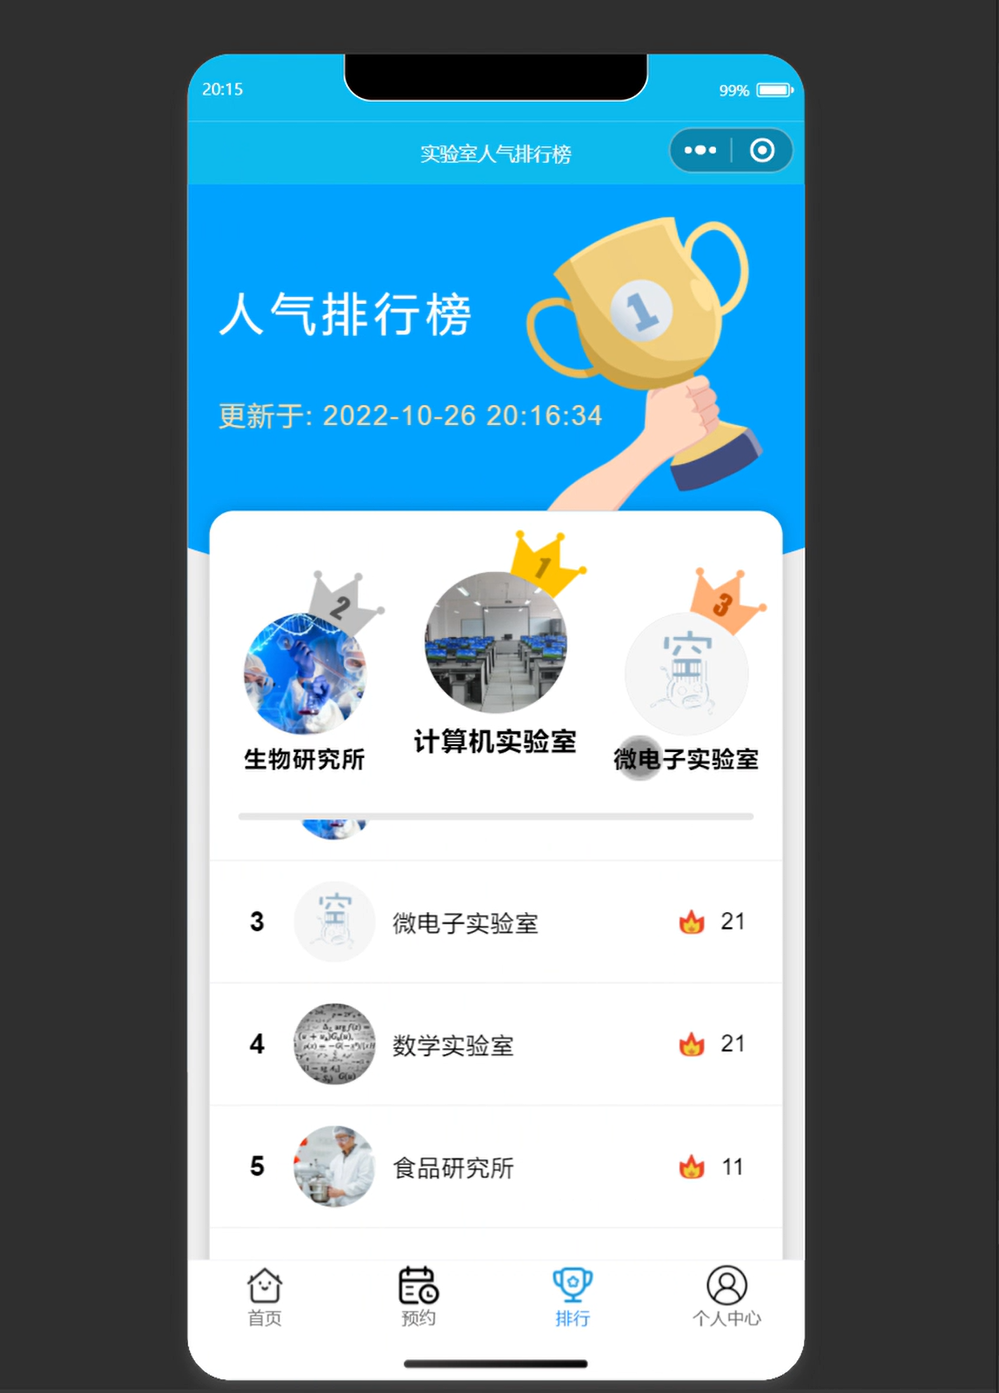 20:15
99%
实验室人气排行榜
1
人气排行榜
更新于: 2022-10-26 20:16:34
1
2
3
计算机实验室
生物研究所
微电子实验室
空
3
微电子实验室
21
4
数学实验室
21
5
食品研究所
11
首页
预约
排行
个人中心